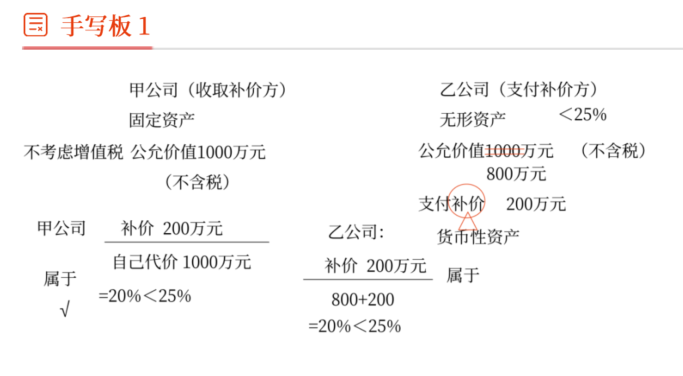 手写板 1
甲公司（收取补价方）
乙公司（支付补价方）
固定资产
无形资产
＜25%
不考虑增值税 公允价值1000万元
公允价值1000万元 （不含税）
（不含税）
800万元
支付补价 200万元
甲公司
补价 200万元
乙公司：
货币性资产
自己代价 1000万元
补价 200万元
属于
属于
=20%＜25%
800+200
√
=20%＜25%